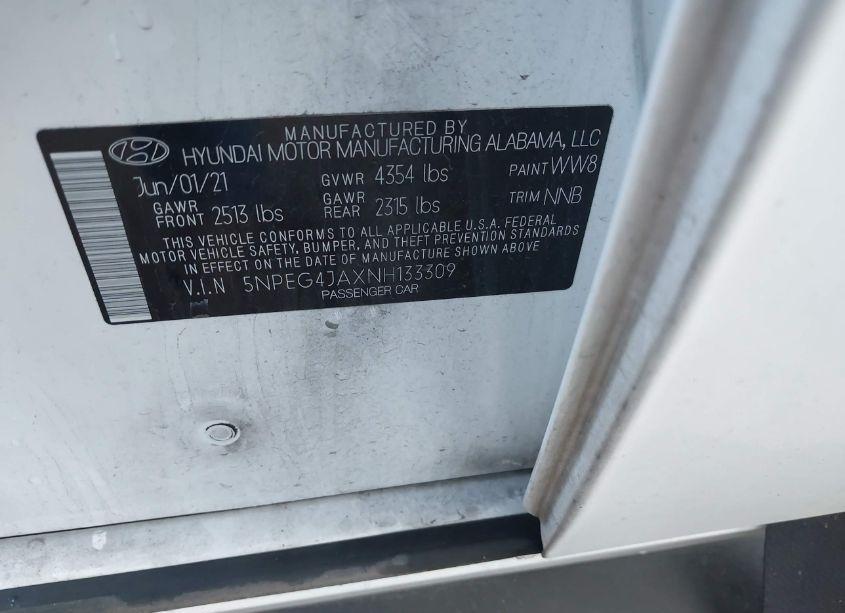 MANUFACTURED BY
HYUNDAI MOTOR MANUFACTURING ALABAMA, LLC
Jun/01/21 GVWR 4354 lbs PAINT WW8
GAWR FRONT 2513 lbs GAWR REAR 2315 lbs TRIM NNB
THIS VEHICLE CONFORMS TO ALL APPLICABLE U.S.A. FEDERAL
MOTOR VEHICLE SAFETY, BUMPER, AND THEFT PREVENTION STANDARDS
IN EFFECT ON THE DATE OF MANUFACTURE SHOWN ABOVE
V.I.N 5NPEG4JAXNH133309
PASSENGER CAR